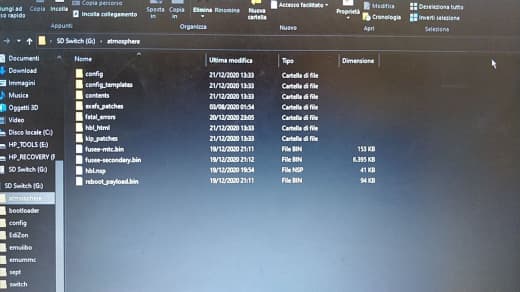 ungi ad
so rapido
Copia percorso
Incolla collegamento
Sposta in
Copia in
Elimina
Rinomina
Nuova cartella
Accesso facilitato
Proprietà
Modifica
Cronologia
Deseleziona tutto
Inverti selezione
Organizza
Nuovo
Apri
Seleziona
SD Switch (G:) > atmosphere
Nome Ultima modifica Tipo Dimensione
config 21/12/2020 13:33 Cartella di file
config_templates 21/12/2020 13:33 Cartella di file
contents 21/12/2020 13:33 Cartella di file
exefs_patches 03/08/2020 01:54 Cartella di file
fatal_errors 20/12/2020 23:05 Cartella di file
hbl_html 21/12/2020 13:33 Cartella di file
kip_patches 21/12/2020 13:33 Cartella di file
fusee-mtc.bin 19/12/2020 21:11 File BIN 153 KB
fusee-secondary.bin 19/12/2020 21:12 File BIN 6.395 KB
hbl.nsp 19/12/2020 19:54 File NSP 41 KB
reboot_payload.bin 19/12/2020 21:11 File BIN 94 KB
Documenti
Download
Immagini
Musica
Oggetti 3D
Video
Disco locale (C:)
HP_TOOLS (E:)
HP_RECOVERY (
SD Switch (G:)
SD Switch (G:)
atmosphere
bootloader
config
EdiZon
emuiibo
emummc
sept
switch